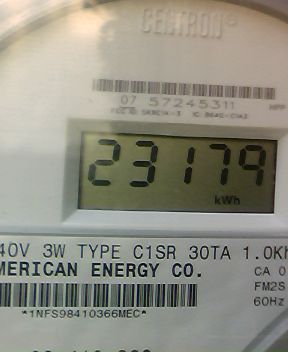 CENTRON®
07 57245311
23179
kWh
40V 3W TYPE C1SR 30TA 1.0K
MERICAN ENERGY CO.
CA 0
FM2S
60Hz
*1NFS98410366MEC*